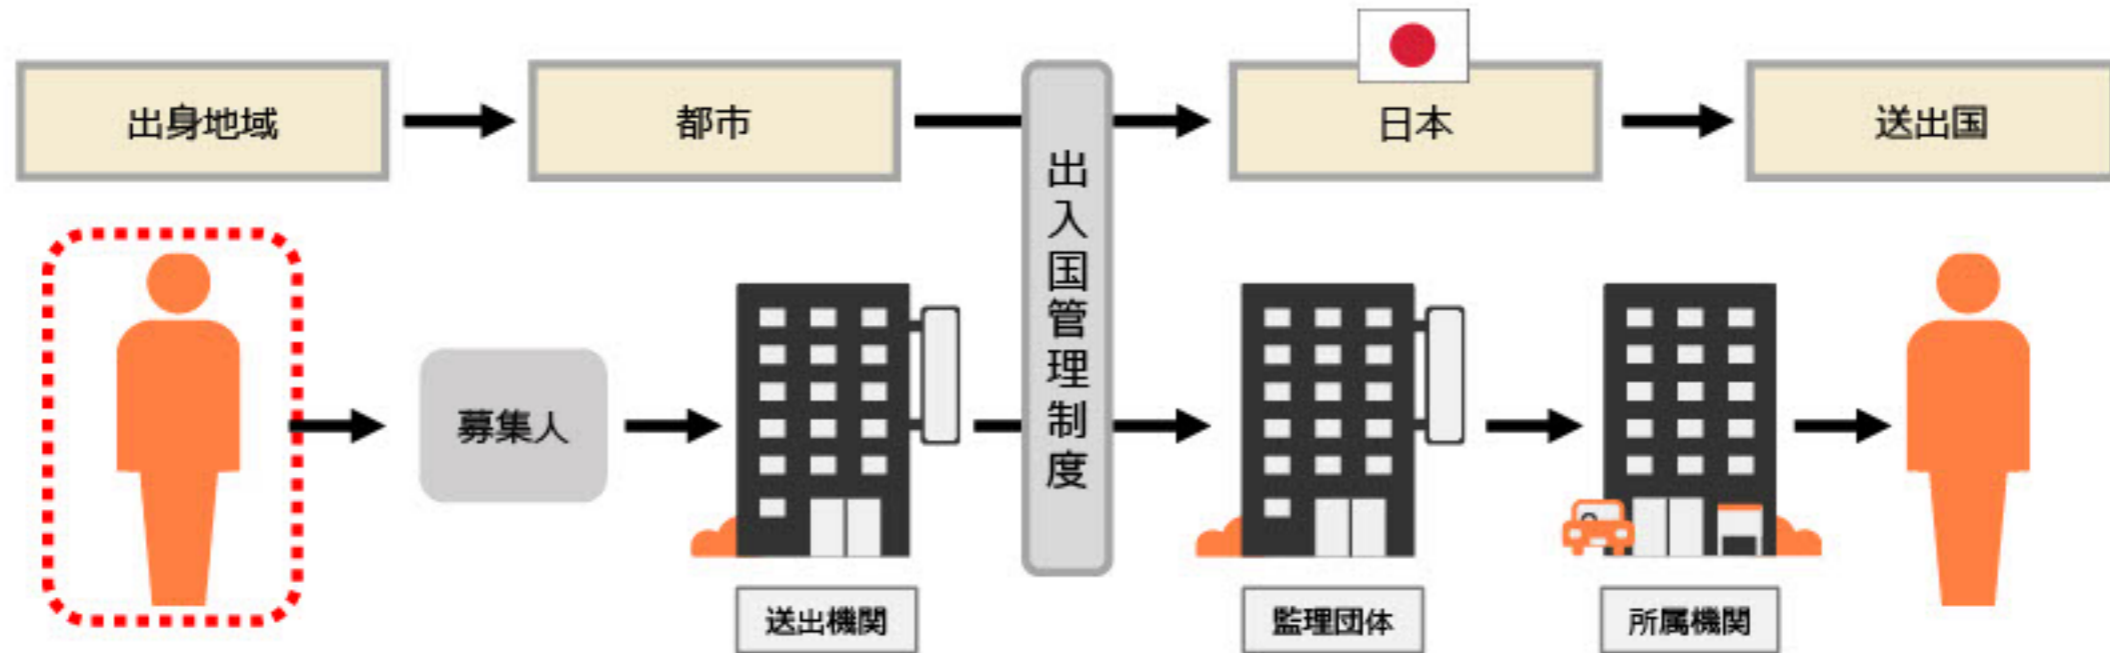 出身地域
都市
日本
送出国
出入国管理制度
募集人
送出機関
監理団体
所属機関